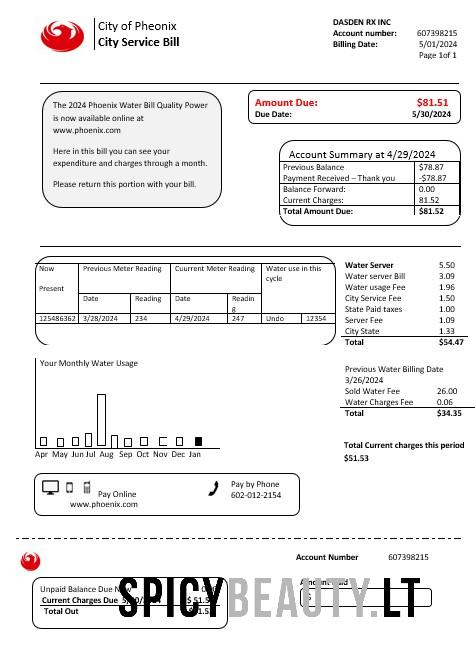 City of Pheonix
City Service Bill
DASDEN RX INC
Account number: 607398215
Billing Date: 5/01/2024
Page 1of 1
The 2024 Phoenix Water Bill Quality Power
is now available online at
www.phoenix.com
Here in this bill you can see your
expenditure and charges through a month.
Please return this portion with your bill.
Amount Due: $81.51
Due Date: 5/30/2024
Account Summary at 4/29/2024
Previous Balance $78.87
Payment Received – Thank you -$78.87
Balance Forward: 0.00
Current Charges: 81.52
Total Amount Due: $81.52
Now Previous Meter Reading Cuurrent Meter Reading Water use in this
cycle
Present
Date Reading Date Readin
g
125486362 3/28/2024 234 4/29/2024 247 Undo 12354
Water Server 5.50
Water server Bill 3.09
Water usage Fee 1.96
City Service Fee 1.50
State Paid taxes 1.00
Server Fee 1.09
City State 1.33
Total $54.47
Your Monthly Water Usage
Apr May Jun Jul Aug Sep Oct Nov Dec Jan
Previous Water Billing Date
3/26/2024
Sold Water Fee 26.00
Water Charges Fee 0.06
Total $34.35
Total Current charges this period
$51.53
Pay Online
www.phoenix.com
Pay by Phone
602-012-2154
Account Number 607398215
Unpaid Balance Due
Current Charges Due
Total Out
SPICYBEAUTY.LT